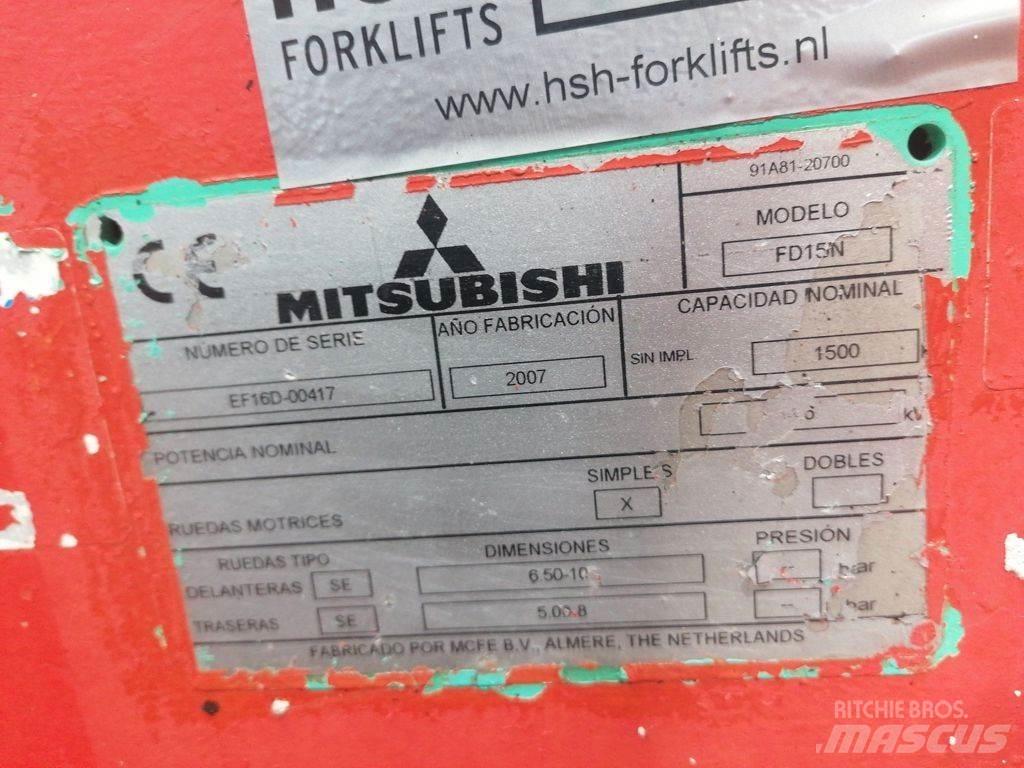 FORKLIFTS
www.hsh-forklifts.nl
91A81-20700
CE
MITSUBISHI
MODELO
FD15N
NÚMERO DE SERIE
EF16D-00417
AÑO FABRICACIÓN
2007
CAPACIDAD NOMINAL
SIN IMPL 1500
POTENCIA NOMINAL
RUEDAS MOTRICES
SIMPLES
X
DOBLES
RUEDAS TIPO DIMENSIONES PRESIÓN
DELANTERAS SE 6.50-10 -- bar
TRASERAS SE 5.00-8 -- bar
FABRICADO POR MCFE B.V., ALMERE, THE NETHERLANDS
RITCHIE BROS.
MASCUS